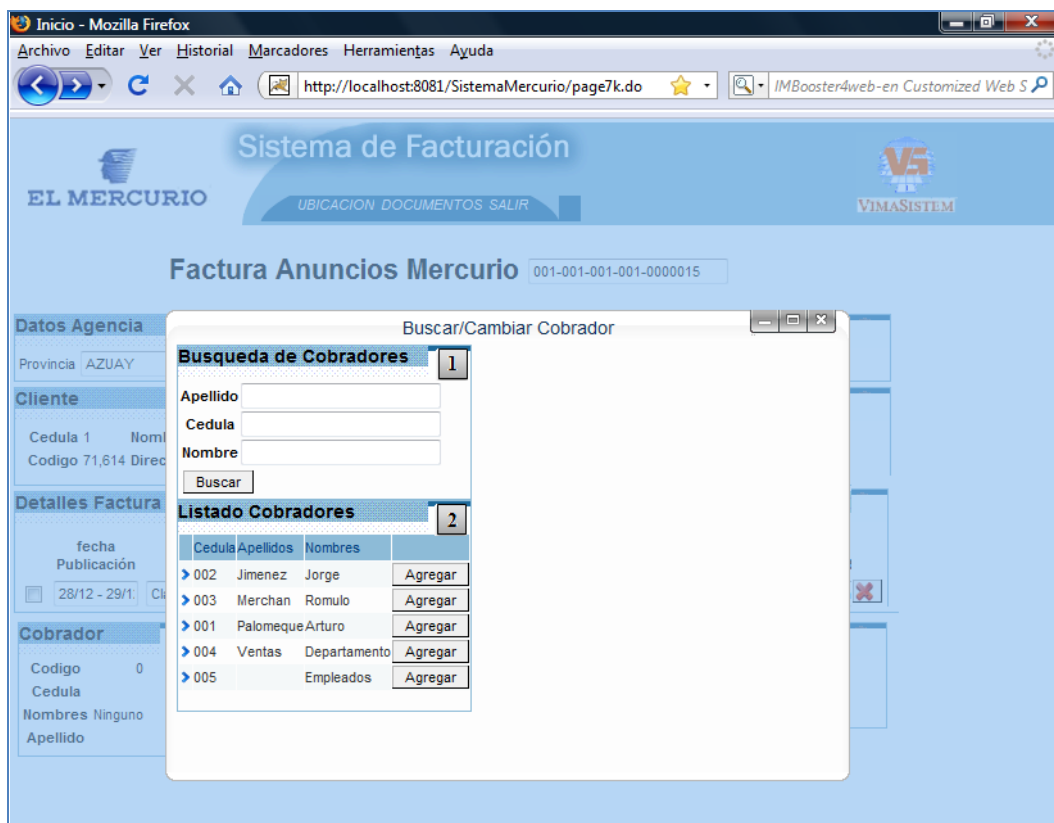 Inicio - Mozilla Firefox
Archivo Editar Ver Historial Marcadores Herramientas Ayuda
http://localhost:8081/SistemaMercurio/page7k.do
IMBooster4web-en Customized Web S
EL MERCURIO
Sistema de Facturación
UBICACION DOCUMENTOS SALIR
VS
VIMASISTEM
Factura Anuncios Mercurio 001-001-001-001-0000015
Datos Agencia
Provincia AZUAY
Cliente
Cedula 1 Noml
Codigo 71,614 Direc
Detalles Factura
fecha
Publicación
28/12 - 29/1
Cobrador
Codigo 0
Cedula
Nombres Ninguno
Apellido
Buscar/Cambiar Cobrador
Busqueda de Cobradores 1
Apellido
Cedula
Nombre
Buscar
Listado Cobradores 2
Cedula Apellidos Nombres
002 Jimenez Jorge Agregar
003 Merchan Romulo Agregar
001 Palomeque Arturo Agregar
004 Ventas Departamento Agregar
005 Empleados Agregar